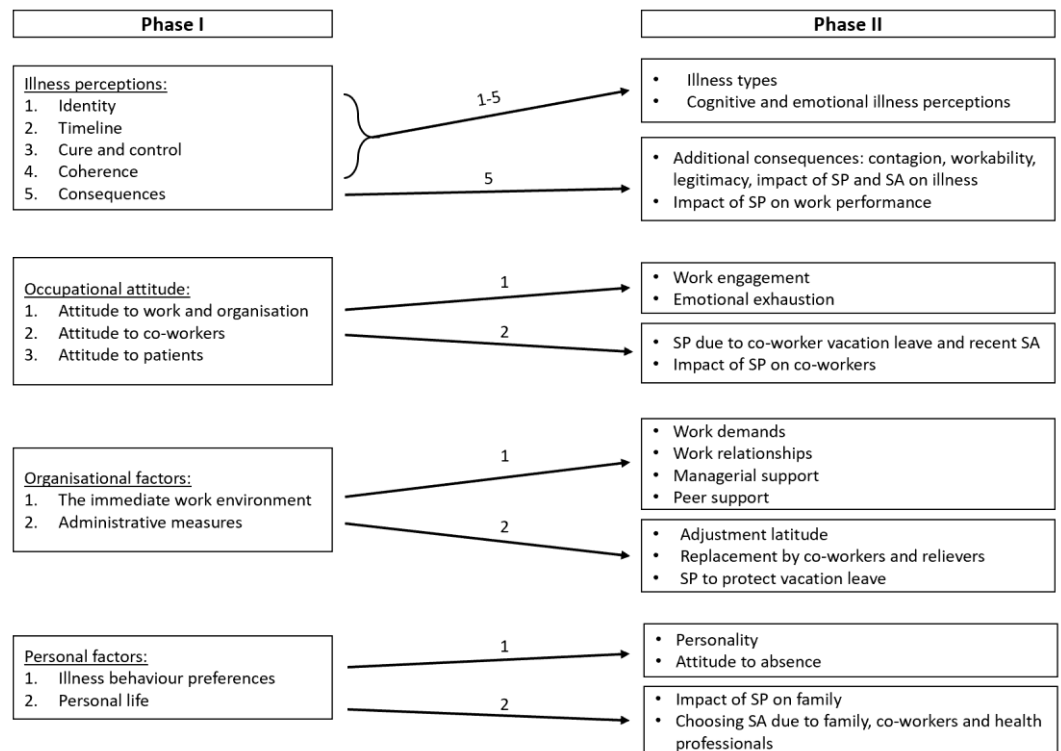 Phase I
Phase II
Illness perceptions:
1. Identity
2. Timeline
3. Cure and control
4. Coherence
5. Consequences
1-5
5
• Illness types
• Cognitive and emotional illness perceptions
• Additional consequences: contagion, workability,
legitimacy, impact of SP and SA on illness
• Impact of SP on work performance
Occupational attitude:
1. Attitude to work and organisation
2. Attitude to co-workers
3. Attitude to patients
1
2
• Work engagement
• Emotional exhaustion
• SP due to co-worker vacation leave and recent SA
• Impact of SP on co-workers
Organisational factors:
1. The immediate work environment
2. Administrative measures
1
2
• Work demands
• Work relationships
• Managerial support
• Peer support
• Adjustment latitude
• Replacement by co-workers and relievers
• SP to protect vacation leave
Personal factors:
1. Illness behaviour preferences
2. Personal life
1
2
• Personality
• Attitude to absence
• Impact of SP on family
• Choosing SA due to family, co-workers and health
professionals